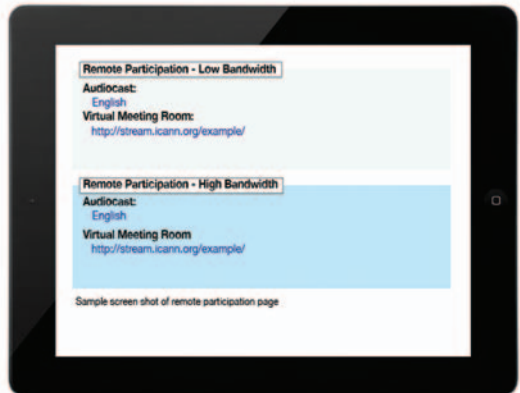 Remote Participation - Low Bandwidth
Audiocast:
English
Virtual Meeting Room:
http://stream.icann.org/example/
Remote Participation - High Bandwidth
Audiocast:
English
Virtual Meeting Room
http://stream.icann.org/example/
Sample screen shot of remote participation page